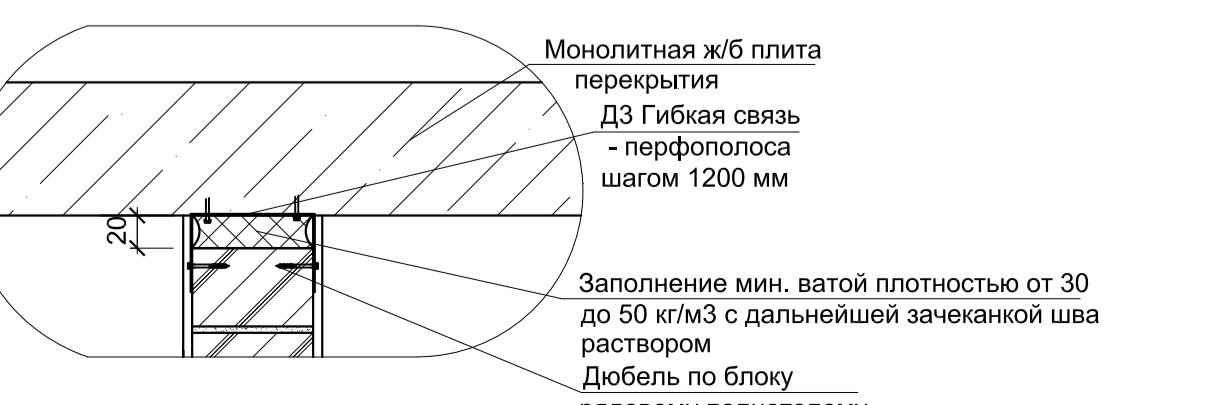 Монолитная ж/б плита
перекрытия
Д3 Гибкая связь
- перфополоса
шагом 1200 мм
20
Заполнение мин. ватой плотностью от 30
до 50 кг/м3 с дальнейшей зачеканкой шва
раствором
Дюбель по блоку